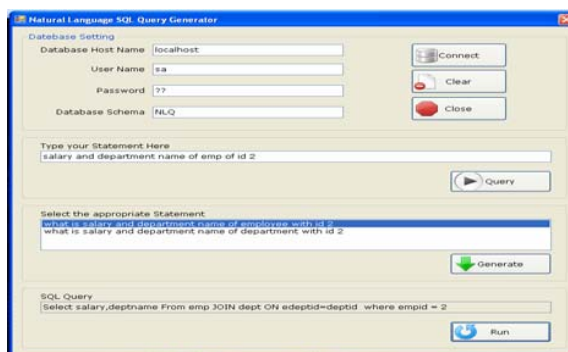 Natural Language SQL Query Generator
Datebase Setting
Database Host Name localhost Connect
User Name sa Clear
Password ??
Database Schema NLQ Close
Type your Statement Here
salary and department name of emp of id 2
Query
Select the appropriate Statement
what is salary and department name of employee with id 2
what is salary and department name of department with id 2
Generate
SQL Query
Select salary,deptname From emp JOIN dept ON edeptid=deptid where empid = 2
Run